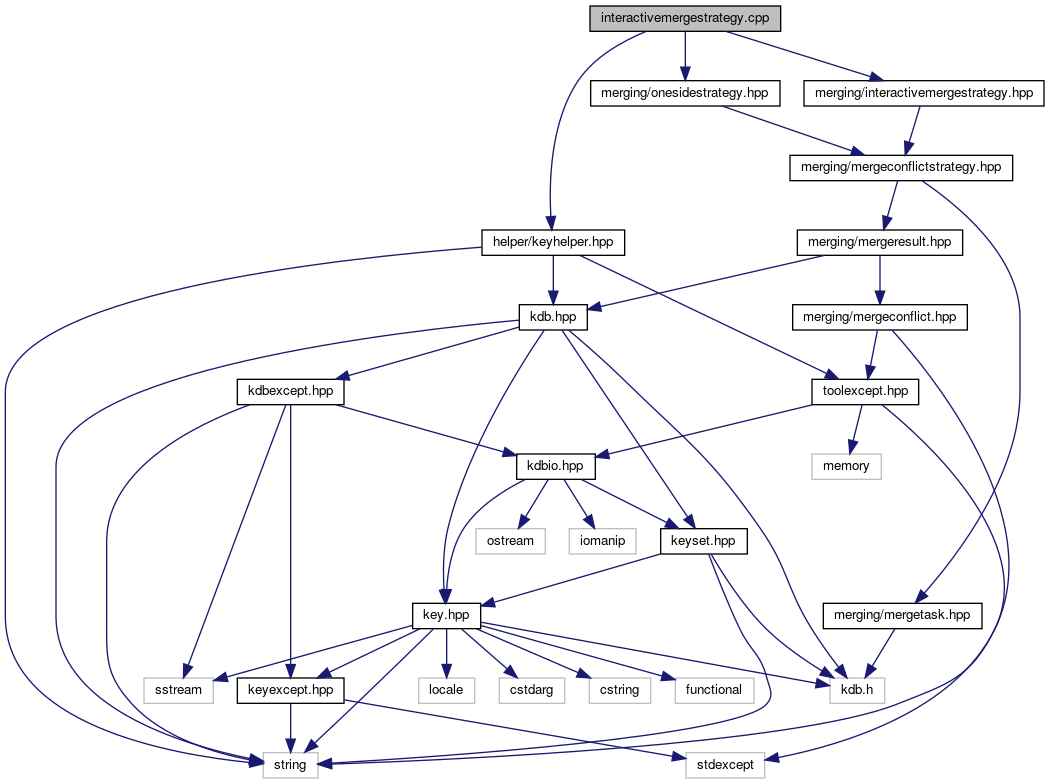 interactivemergestrategy.cpp
merging/onesidestrategy.hpp
merging/interactivemergestrategy.hpp
merging/mergeconflictstrategy.hpp
helper/keyhelper.hpp
merging/mergeresult.hpp
kdb.hpp
merging/mergeconflict.hpp
kdbexcept.hpp
toolexcept.hpp
kdbio.hpp
memory
ostream
iomanip
keyset.hpp
key.hpp
merging/mergetask.hpp
sstream
keyexcept.hpp
locale
cstdarg
cstring
functional
kdb.h
string
stdexcept